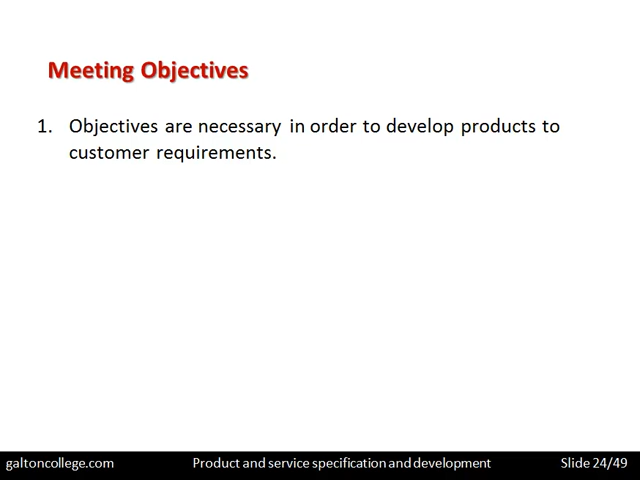 Meeting Objectives
1. Objectives are necessary in order to develop products to
customer requirements.
galtoncollege.com Product and service specification and development Slide 24/49